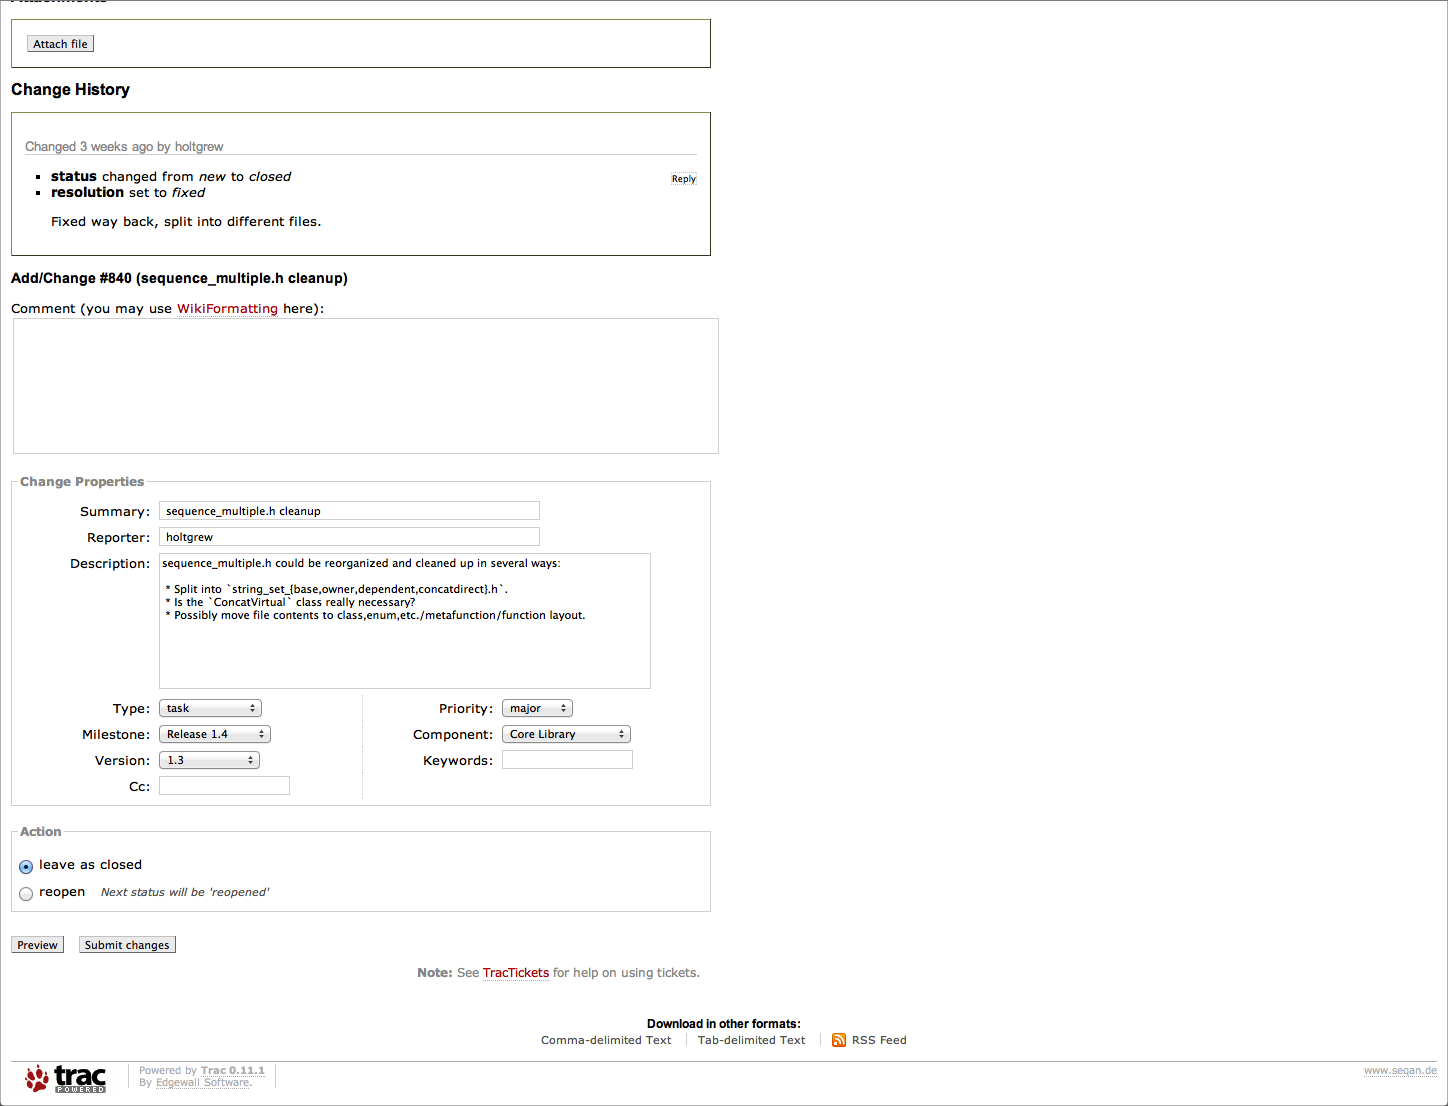 Attachments
Attach file
Change History
Changed 3 weeks ago by holtgrew
status changed from new to closed
Reply
resolution set to fixed
Fixed way back, split into different files.
Add/Change #840 (sequence_multiple.h cleanup)
Comment (you may use WikiFormatting here):
Change Properties
Summary: sequence_multiple.h cleanup
Reporter: holtgrew
Description: sequence_multiple.h could be reorganized and cleaned up in several ways:
* Split into `string_set_{base,owner,dependent,concatdirect}.h`.
* Is the `ConcatVirtual` class really necessary?
* Possibly move file contents to class,enum,etc./metafunction/function layout.
Type: task Priority: major
Milestone: Release 1.4 Component: Core Library
Version: 1.3 Keywords:
Cc:
Action
leave as closed
reopen Next status will be 'reopened'
Preview Submit changes
Note: See TracTickets for help on using tickets.
Download in other formats:
Comma-delimited Text Tab-delimited Text RSS Feed
trac POWERED
Powered by Trac 0.11.1
By Edgewall Software.
www.seqan.de